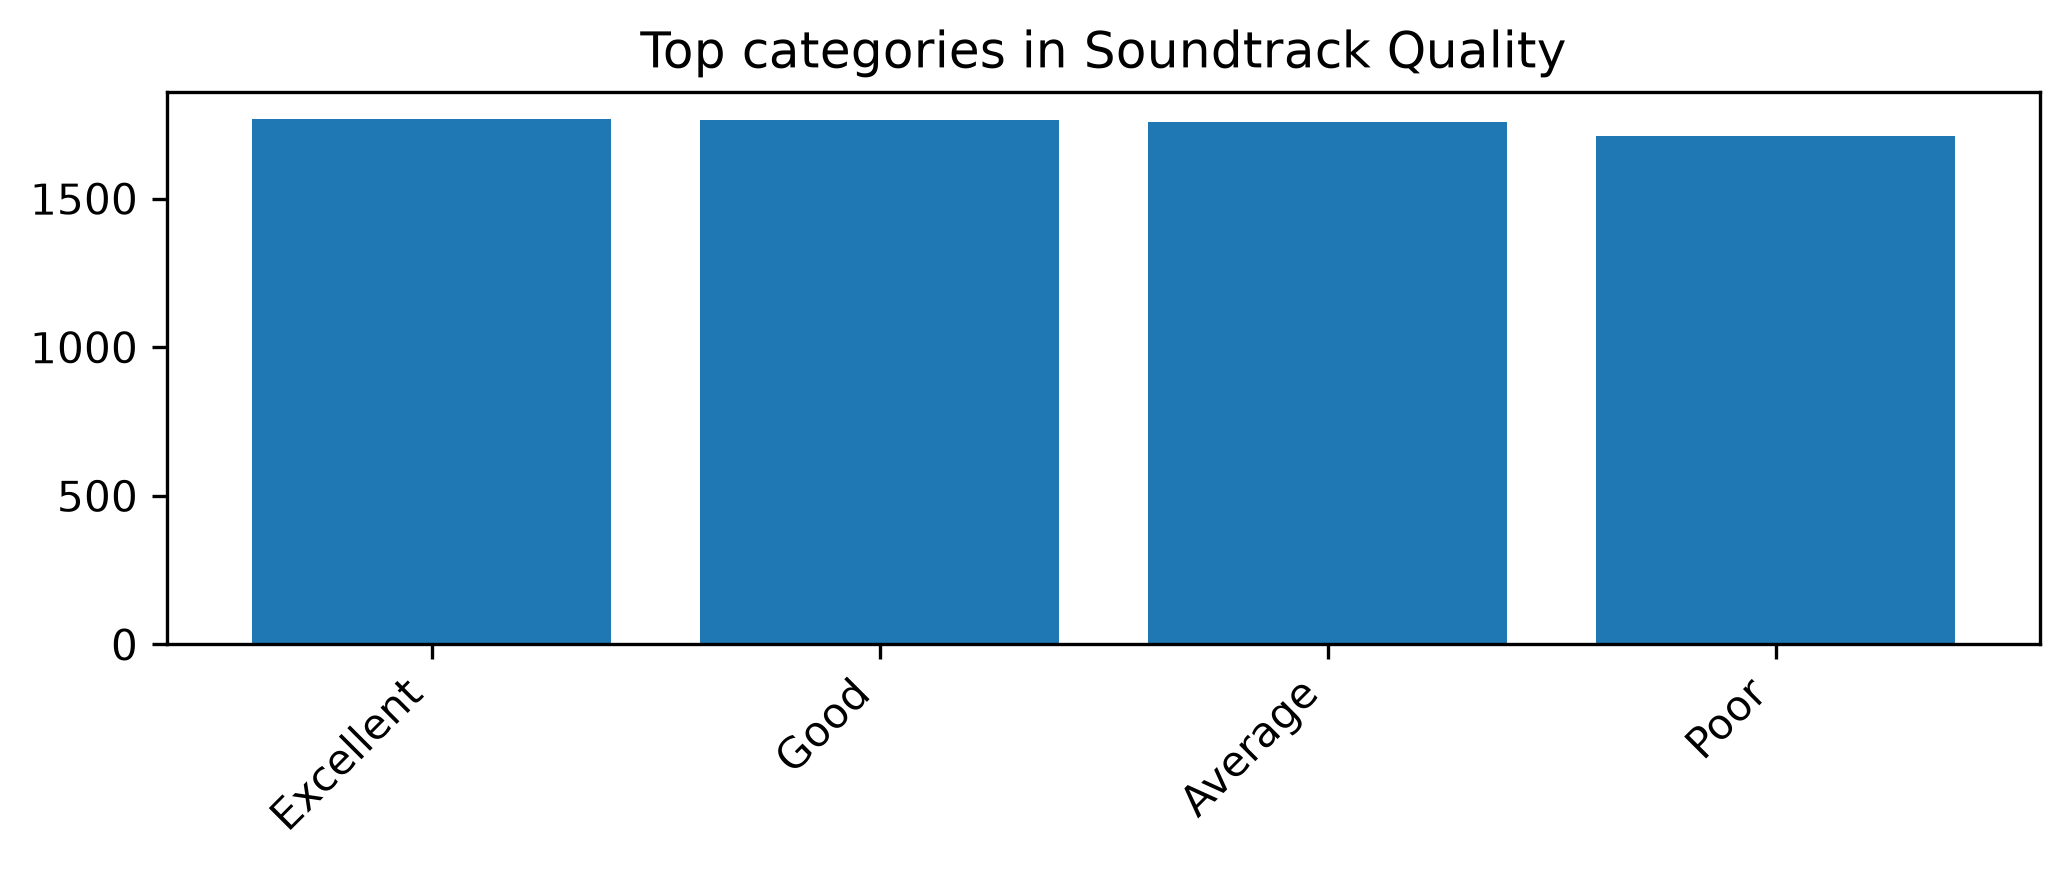 Top categories in Soundtrack Quality
1500
1000
500
0
Excellent
Good
Average
Poor